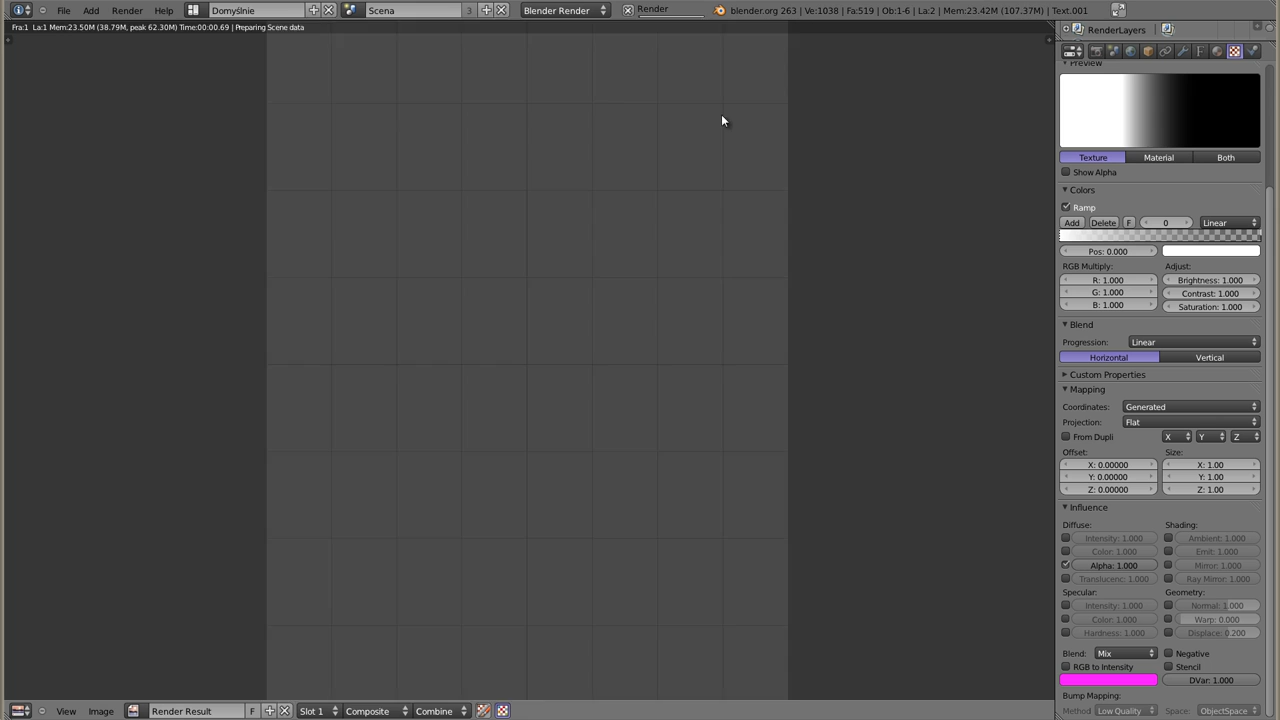 File Add Render Help Domyślnie Scena 3 Blender Render Render blender.org 263 | Ve:1038 | Fa:519 | Ob:1-6 | La:2 | Mem:23.42M (107.37M) | Text.001
Fra:1 La:1 Mem:23.50M (38.79M, peak 62.30M) Time:00:00.69 | Preparing Scene data
RenderLayers
Preview
Texture Material Both
Show Alpha
Colors
Ramp
Add Delete F 0 Linear
Pos: 0.000
RGB Multiply: Adjust:
R: 1.000 Brightness: 1.000
G: 1.000 Contrast: 1.000
B: 1.000 Saturation: 1.000
Blend
Progression: Linear
Horizontal Vertical
Custom Properties
Mapping
Coordinates: Generated
Projection: Flat
From Dupli X Y Z
Offset: Size:
X: 0.00000 X: 1.00
Y: 0.00000 Y: 1.00
Z: 0.00000 Z: 1.00
Influence
Diffuse: Shading:
Intensity: 1.000 Ambient: 1.000
Color: 1.000 Emit: 1.000
Alpha: 1.000 Mirror: 1.000
Translucenc: 1.000 Ray Mirror: 1.000
Specular: Geometry:
Intensity: 1.000 Normal: 1.000
Color: 1.000 Warp: 0.000
Hardness: 1.000 Displace: 0.200
Blend: Mix Negative
RGB to Intensity Stencil
DVar: 1.000
Bump Mapping:
Method Low Quality Space: ObjectSpace
View Image Render Result F Slot 1 Composite Combine